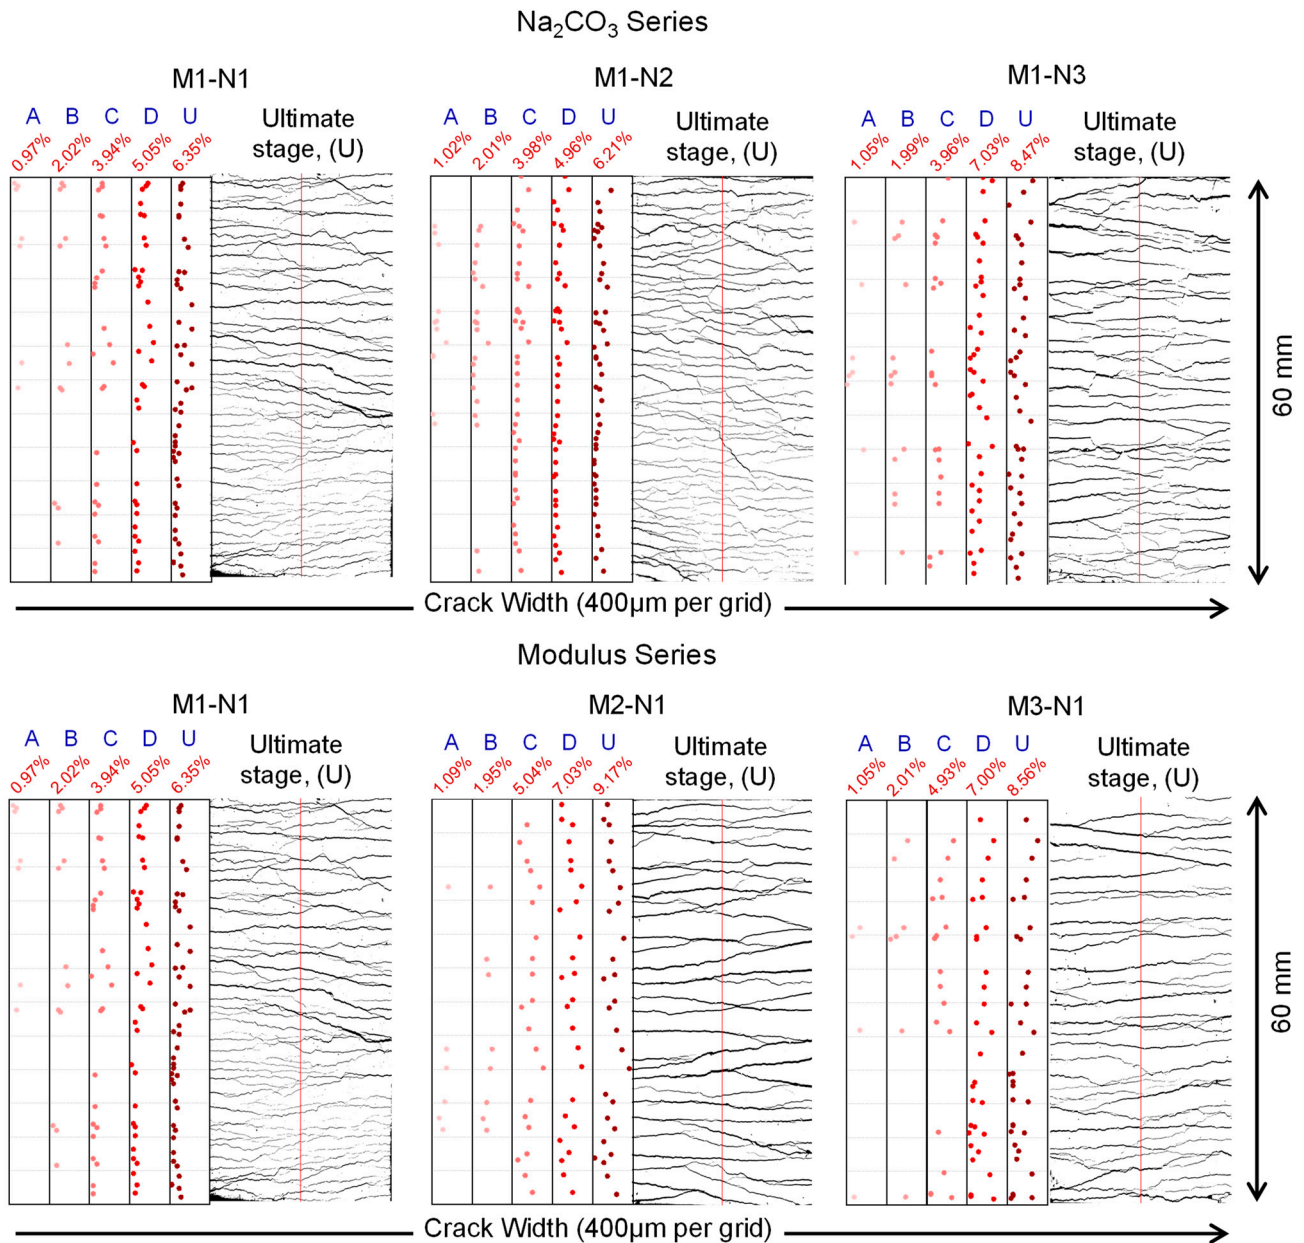 Na₂CO₃ Series
M1-N1
M1-N2
M1-N3
A B C D U
0.97% 2.02% 3.94% 5.05% 6.35%
Ultimate
stage, (U)
A B C D U
1.02% 2.01% 3.98% 4.96% 6.21%
Ultimate
stage, (U)
A B C D U
1.05% 1.99% 3.96% 7.03% 8.47%
Ultimate
stage, (U)
60 mm
Crack Width (400µm per grid)
Modulus Series
M1-N1
M2-N1
M3-N1
A B C D U
0.97% 2.02% 3.94% 5.05% 6.35%
Ultimate
stage, (U)
A B C D U
1.09% 1.95% 5.04% 7.03% 9.17%
Ultimate
stage, (U)
A B C D U
1.05% 2.01% 4.93% 7.00% 8.56%
Ultimate
stage, (U)
60 mm
Crack Width (400µm per grid)